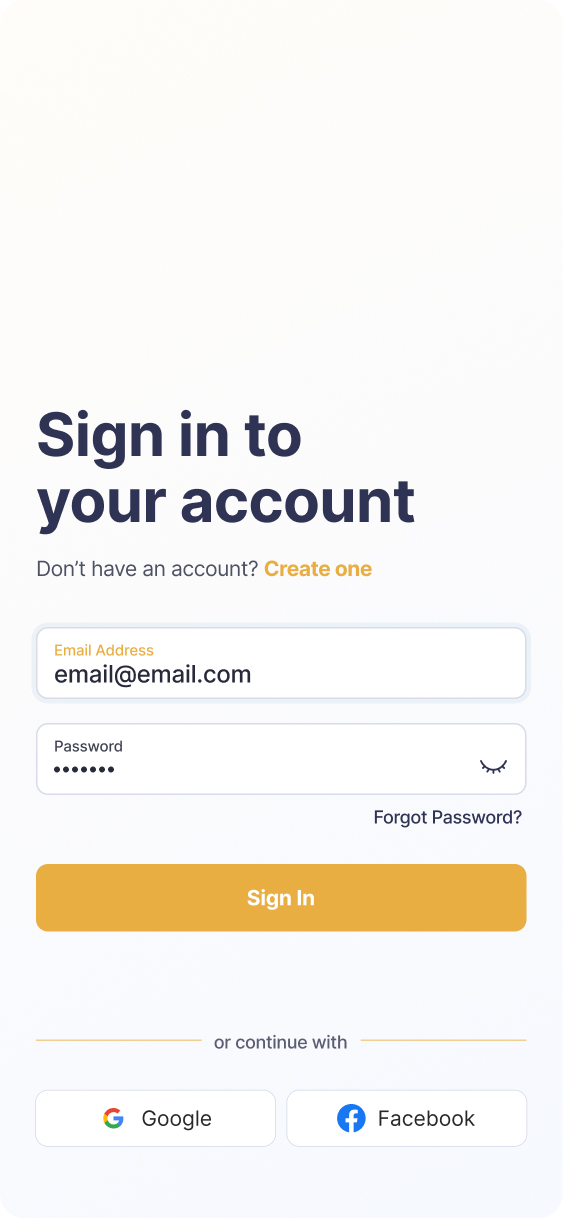 Sign in to
your account
Don’t have an account? Create one
Email Address
email@email.com
Password
•••••••
Forgot Password?
Sign In
or continue with
Google
Facebook